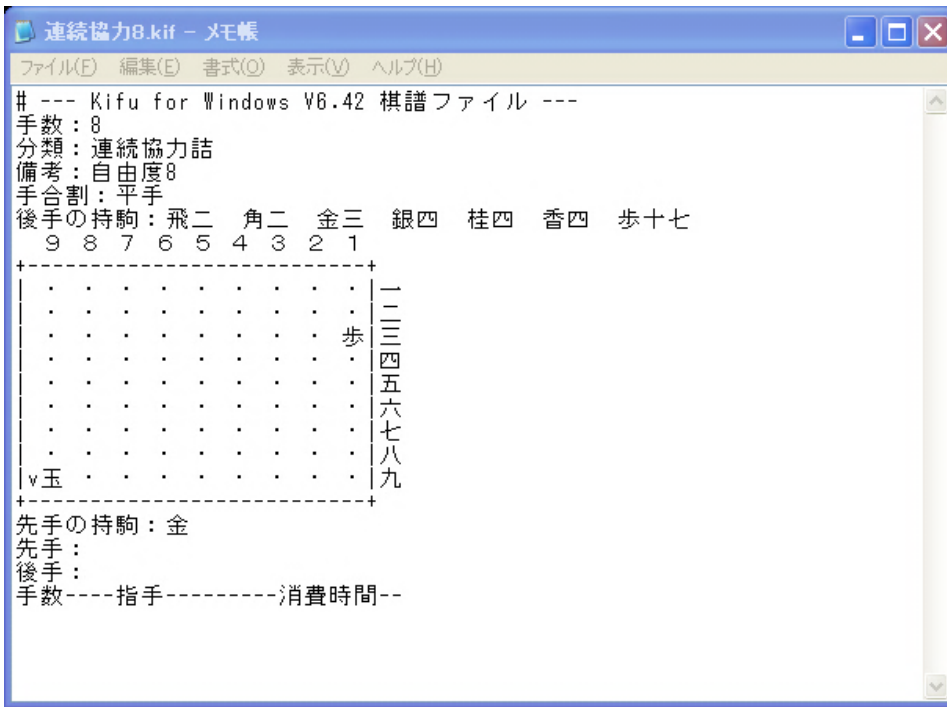 連続協力8.kif - メモ帳
ファイル(F) 編集(E) 書式(O) 表示(V) ヘルプ(H)
# --- Kifu for Windows V6.42 棋譜ファイル ---
手数：8
分類：連続協力詰
備考：自由度8
手合割：平手
後手の持駒：飛二　角二　金三　銀四　桂四　香四　歩十七
  ９ ８ ７ ６ ５ ４ ３ ２ １
+---------------------------+
| ・ ・ ・ ・ ・ ・ ・ ・ ・|一
| ・ ・ ・ ・ ・ ・ ・ ・ ・|二
| ・ ・ ・ ・ ・ ・ ・ ・ 歩|三
| ・ ・ ・ ・ ・ ・ ・ ・ ・|四
| ・ ・ ・ ・ ・ ・ ・ ・ ・|五
| ・ ・ ・ ・ ・ ・ ・ ・ ・|六
| ・ ・ ・ ・ ・ ・ ・ ・ ・|七
| ・ ・ ・ ・ ・ ・ ・ ・ ・|八
|v玉 ・ ・ ・ ・ ・ ・ ・ ・|九
+---------------------------+
先手の持駒：金
先手：
後手：
手数----指手---------消費時間--